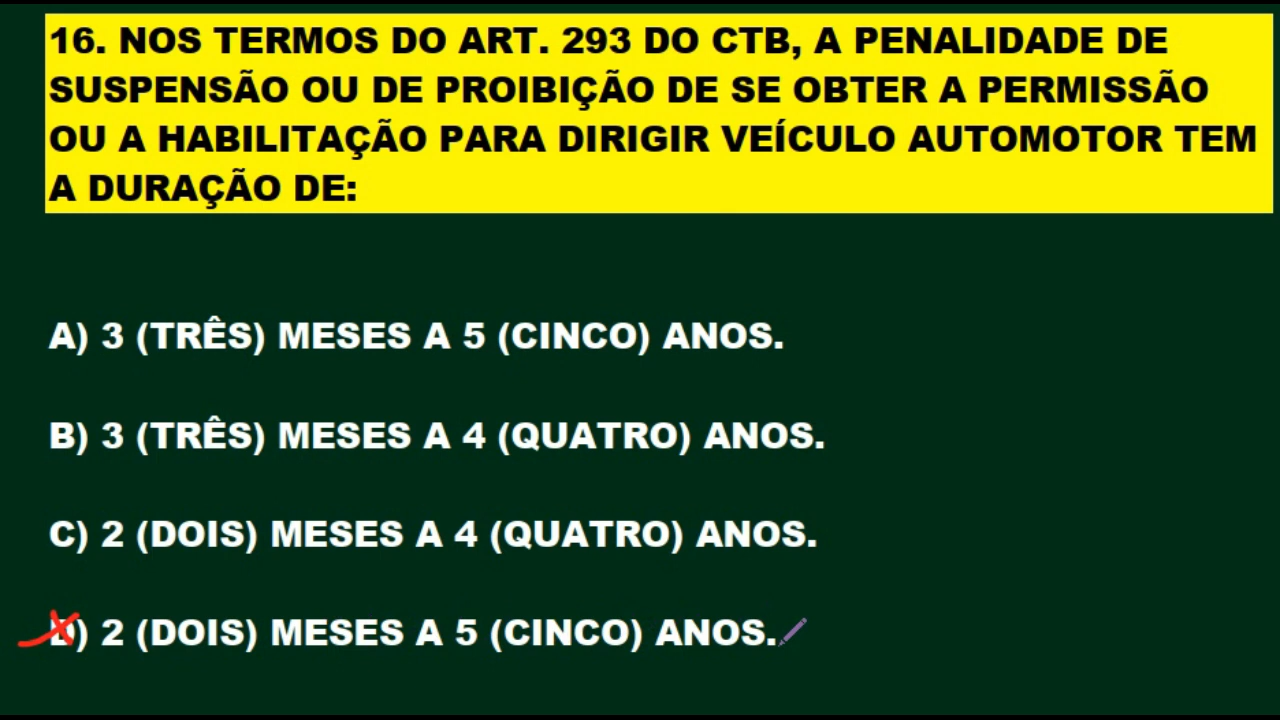 16. NOS TERMOS DO ART. 293 DO CTB, A PENALIDADE DE
SUSPENSÃO OU DE PROIBIÇÃO DE SE OBTER A PERMISSÃO
OU A HABILITAÇÃO PARA DIRIGIR VEÍCULO AUTOMOTOR TEM
A DURAÇÃO DE:
A) 3 (TRÊS) MESES A 5 (CINCO) ANOS.
B) 3 (TRÊS) MESES A 4 (QUATRO) ANOS.
C) 2 (DOIS) MESES A 4 (QUATRO) ANOS.
D) 2 (DOIS) MESES A 5 (CINCO) ANOS.